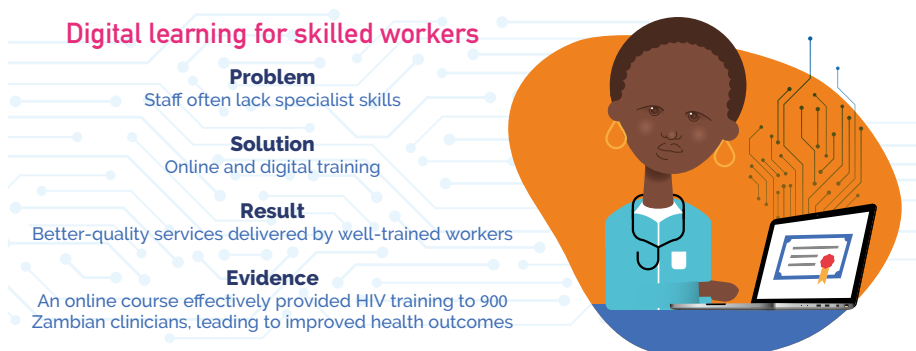 Digital learning for skilled workers
Problem
Staff often lack specialist skills
Solution
Online and digital training
Result
Better-quality services delivered by well-trained workers
Evidence
An online course effectively provided HIV training to 900
Zambian clinicians, leading to improved health outcomes